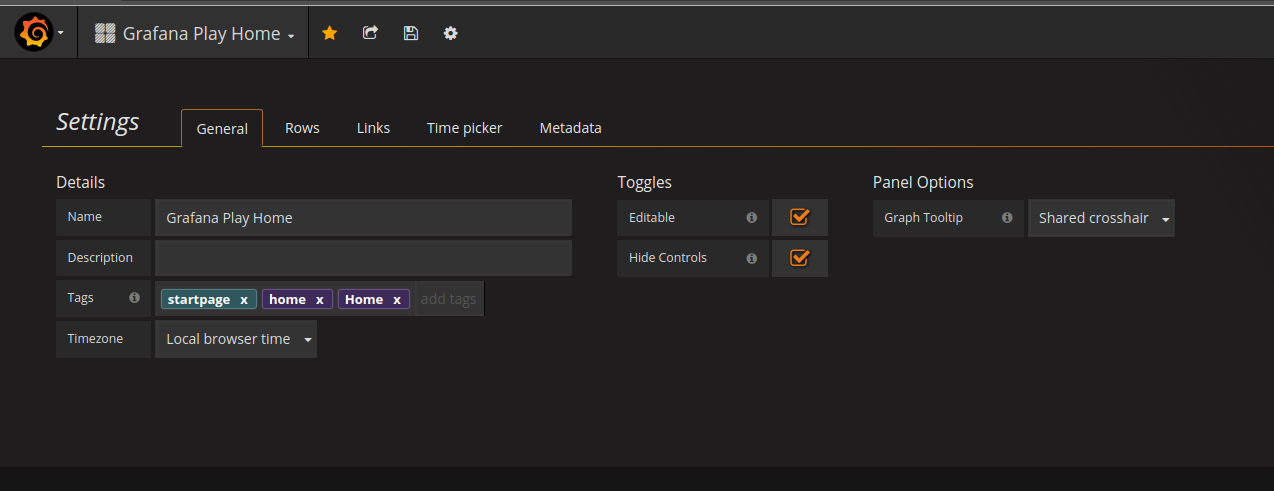 Grafana Play Home
Settings General Rows Links Time picker Metadata
Details
Name Grafana Play Home
Description
Tags startpage x home x Home x add tags
Timezone Local browser time
Toggles
Editable
Hide Controls
Panel Options
Graph Tooltip Shared crosshair